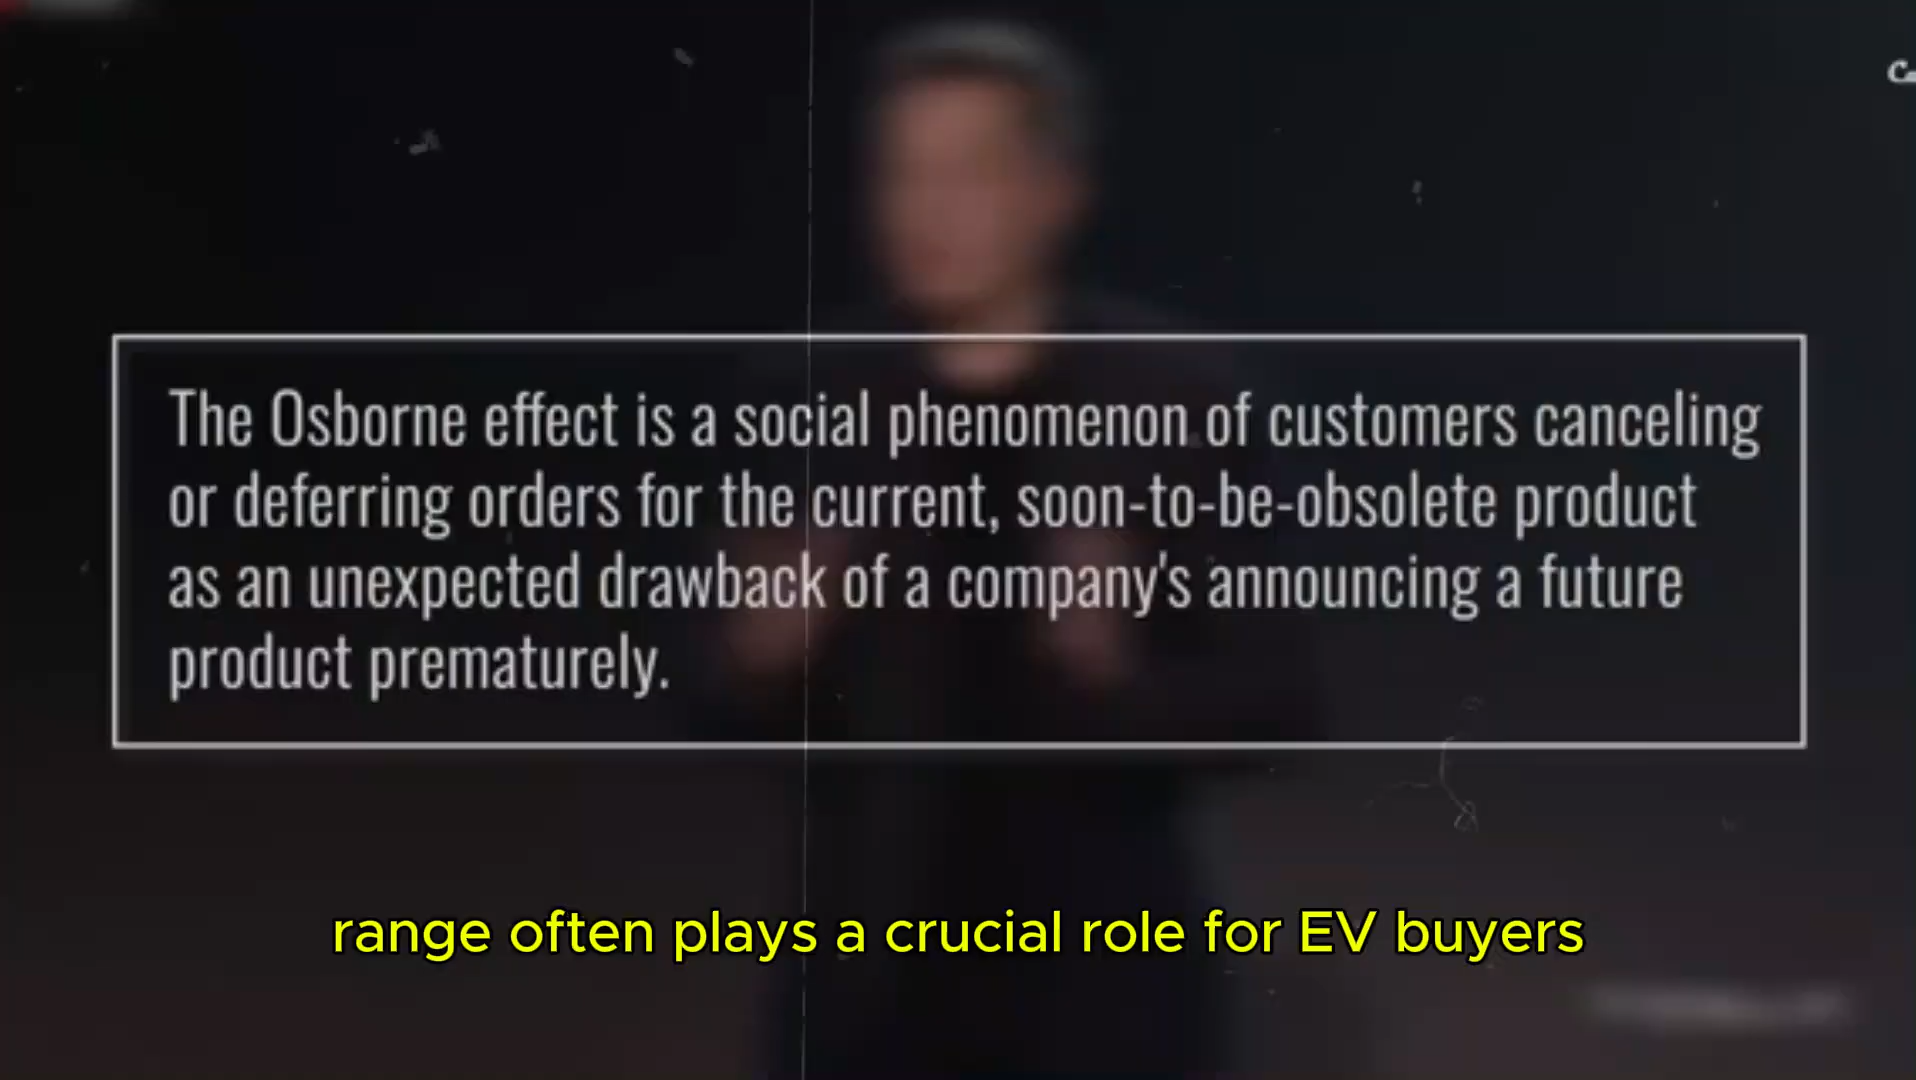 The Osborne effect is a social phenomenon of customers canceling
or deferring orders for the current, soon-to-be-obsolete product
as an unexpected drawback of a company's announcing a future
product prematurely.
range often plays a crucial role for EV buyers